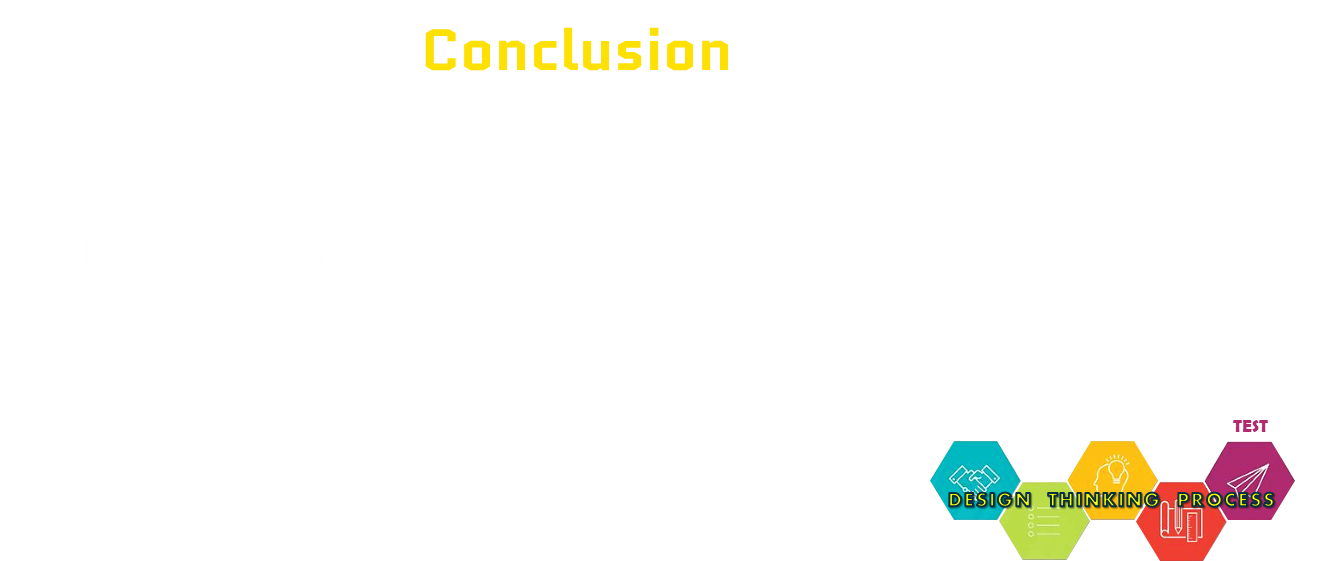 Conclusion
TEST
DESIGN THINKING PROCESS